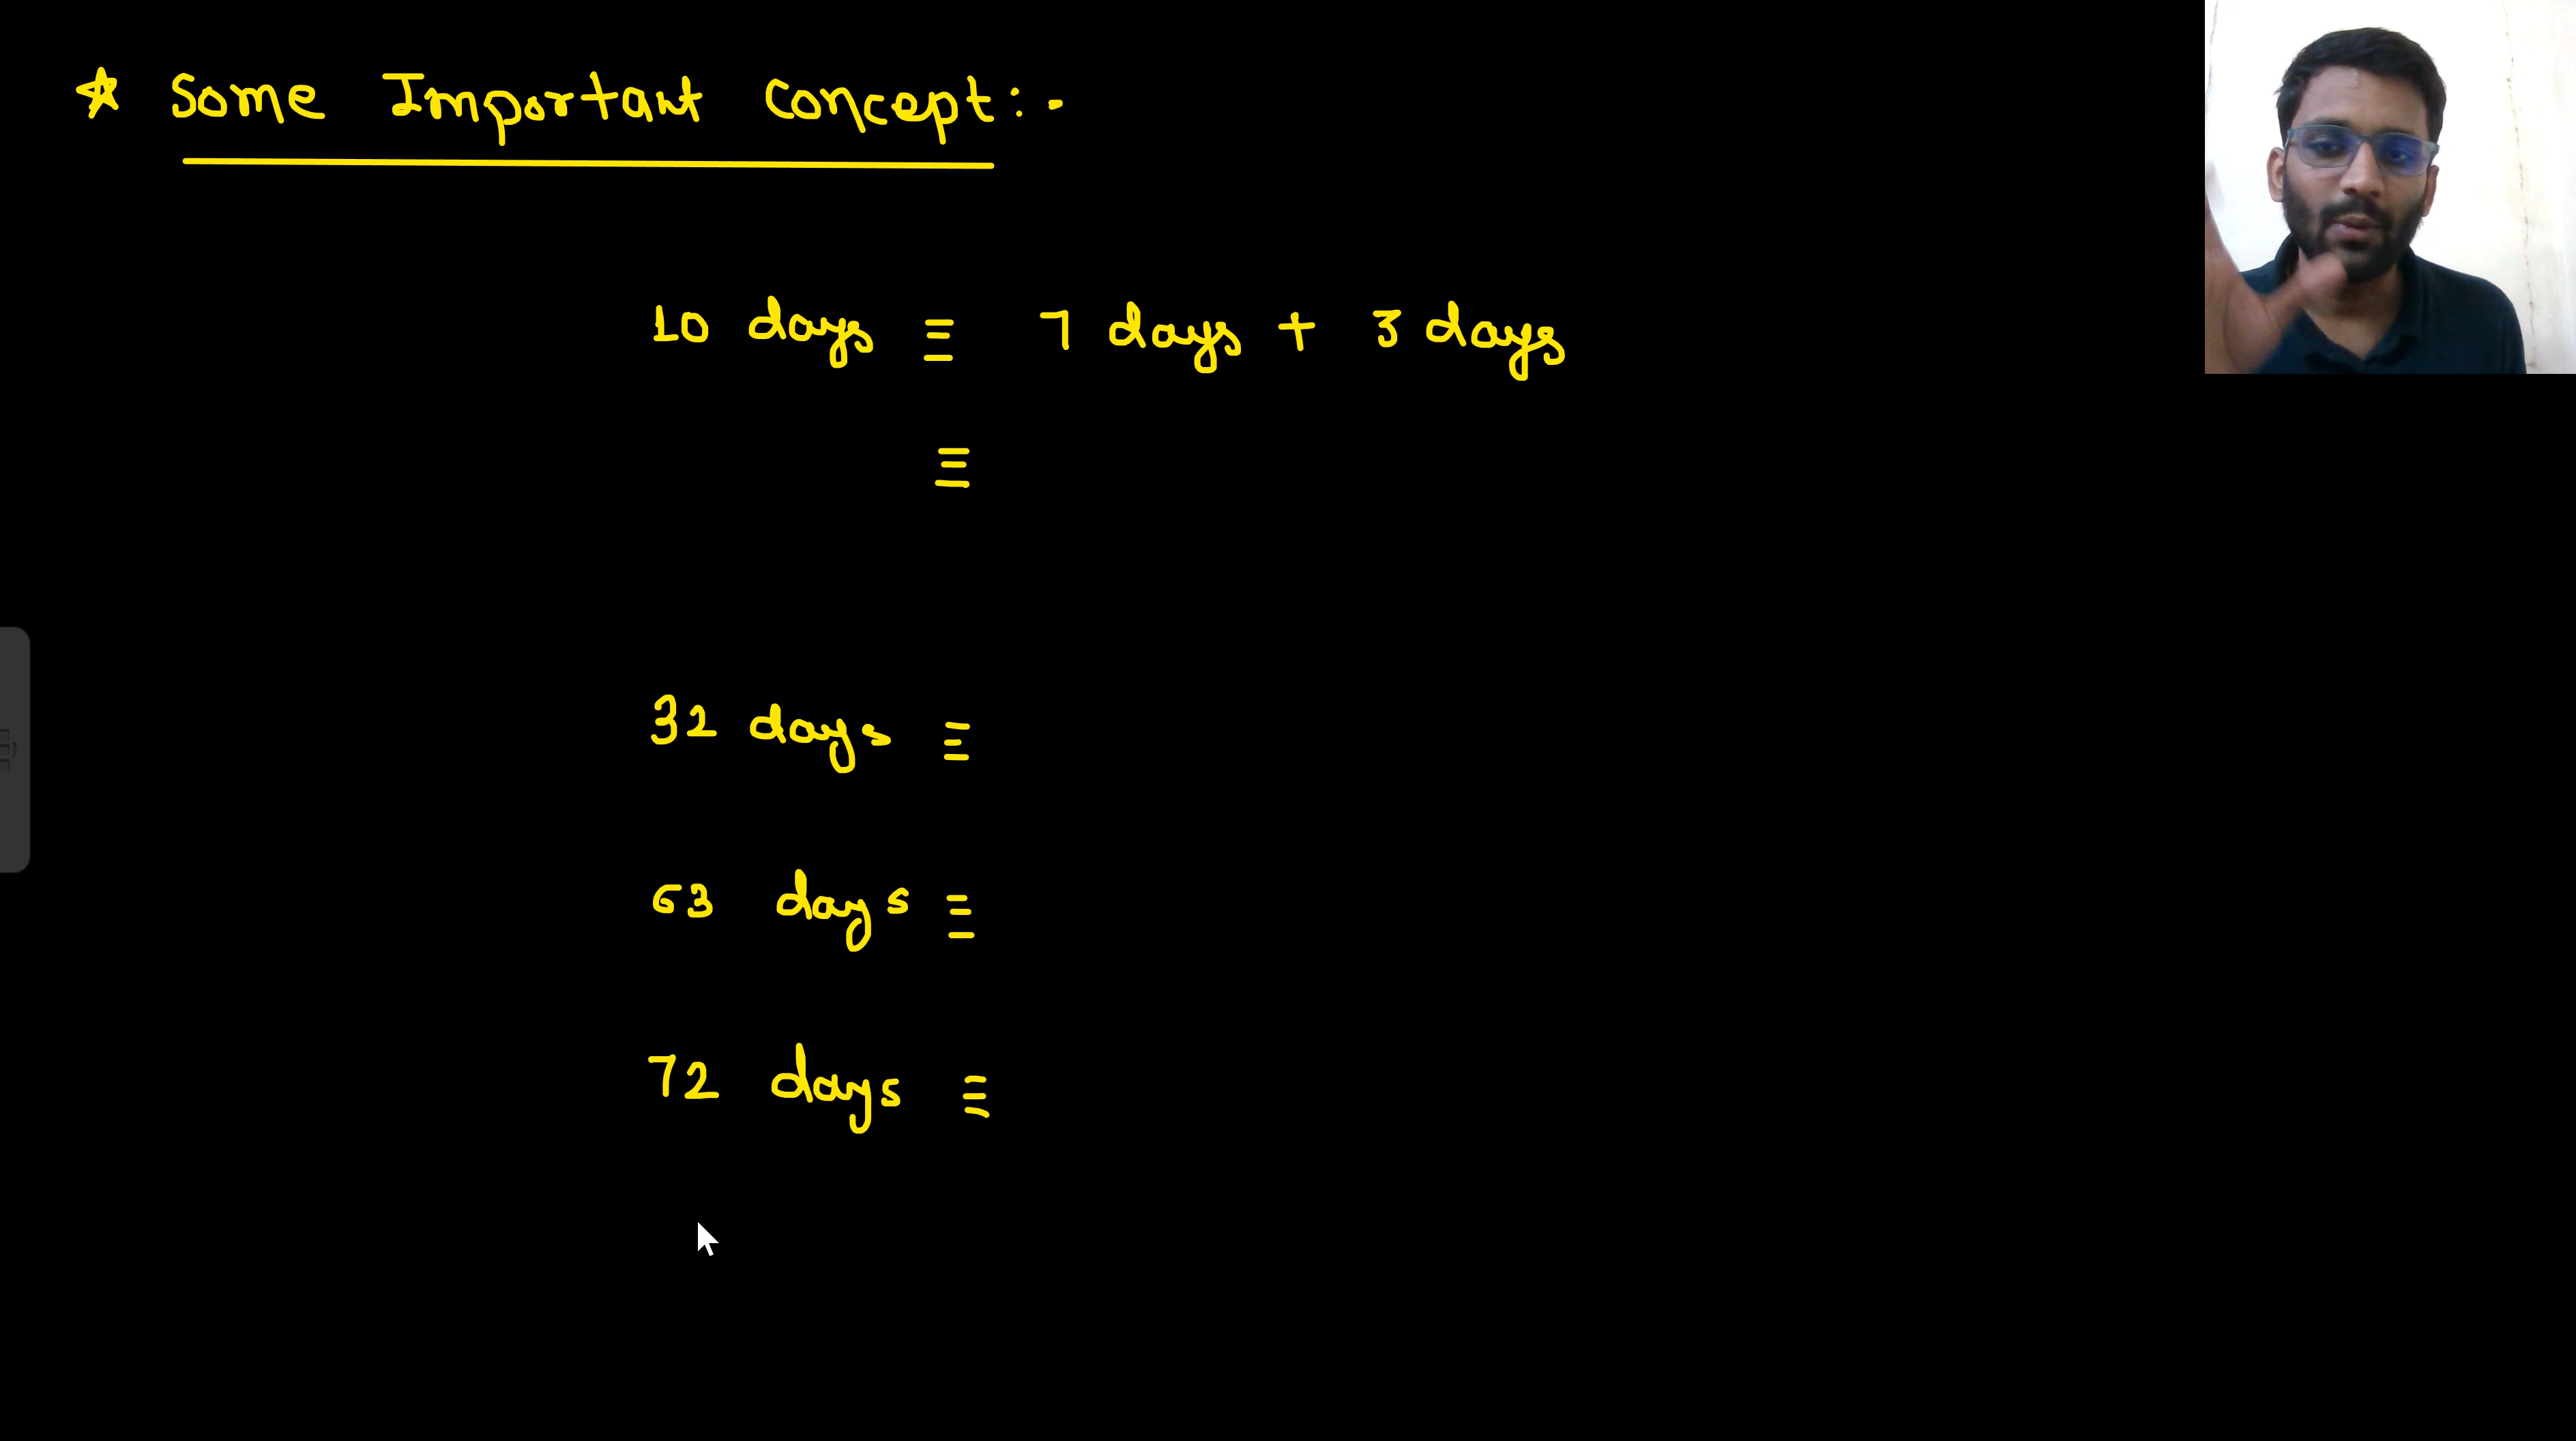 ☆ Some Important Concept:-
10 days ≡ 7 days + 3 days
≡
32 days ≡
63 days ≡
72 days ≡